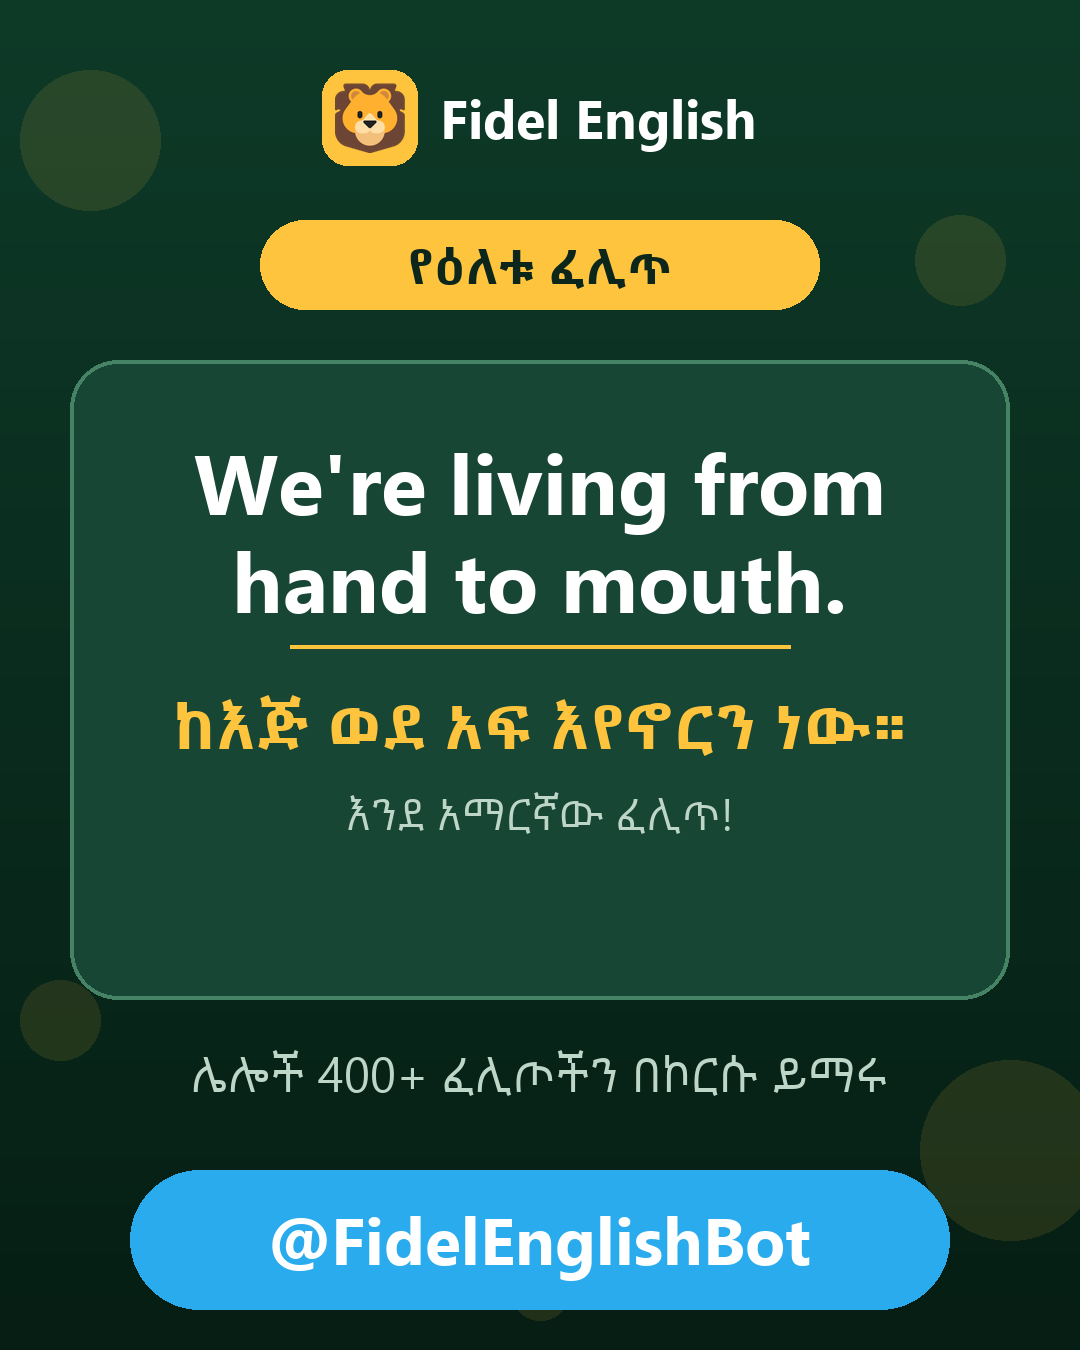 Fidel English
የዕለቱ ፈሊጥ
We're living from
hand to mouth.
ከእጅ ወደ አፍ እየኖርን ነው።
እንደ አማርኛው ፈሊጥ!
ሌሎች 400+ ፈሊጦችን በኮርሱ ይማሩ
@FidelEnglishBot